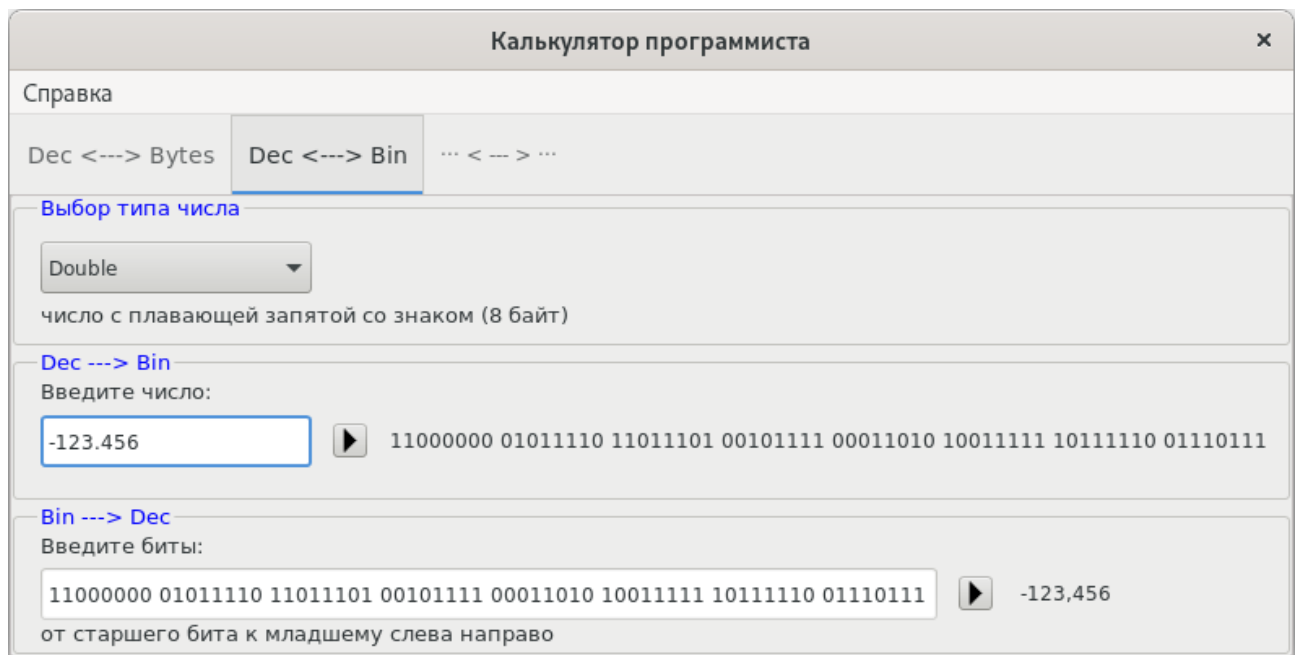 Калькулятор программиста ×
Справка
Dec <---> Bytes Dec <---> Bin ··· < --- > ···
Выбор типа числа
Double
число с плавающей запятой со знаком (8 байт)
Dec ---> Bin
Введите число:
-123.456 11000000 01011110 11011101 00101111 00011010 10011111 10111110 01110111
Bin ---> Dec
Введите биты:
11000000 01011110 11011101 00101111 00011010 10011111 10111110 01110111 -123,456
от старшего бита к младшему слева направо